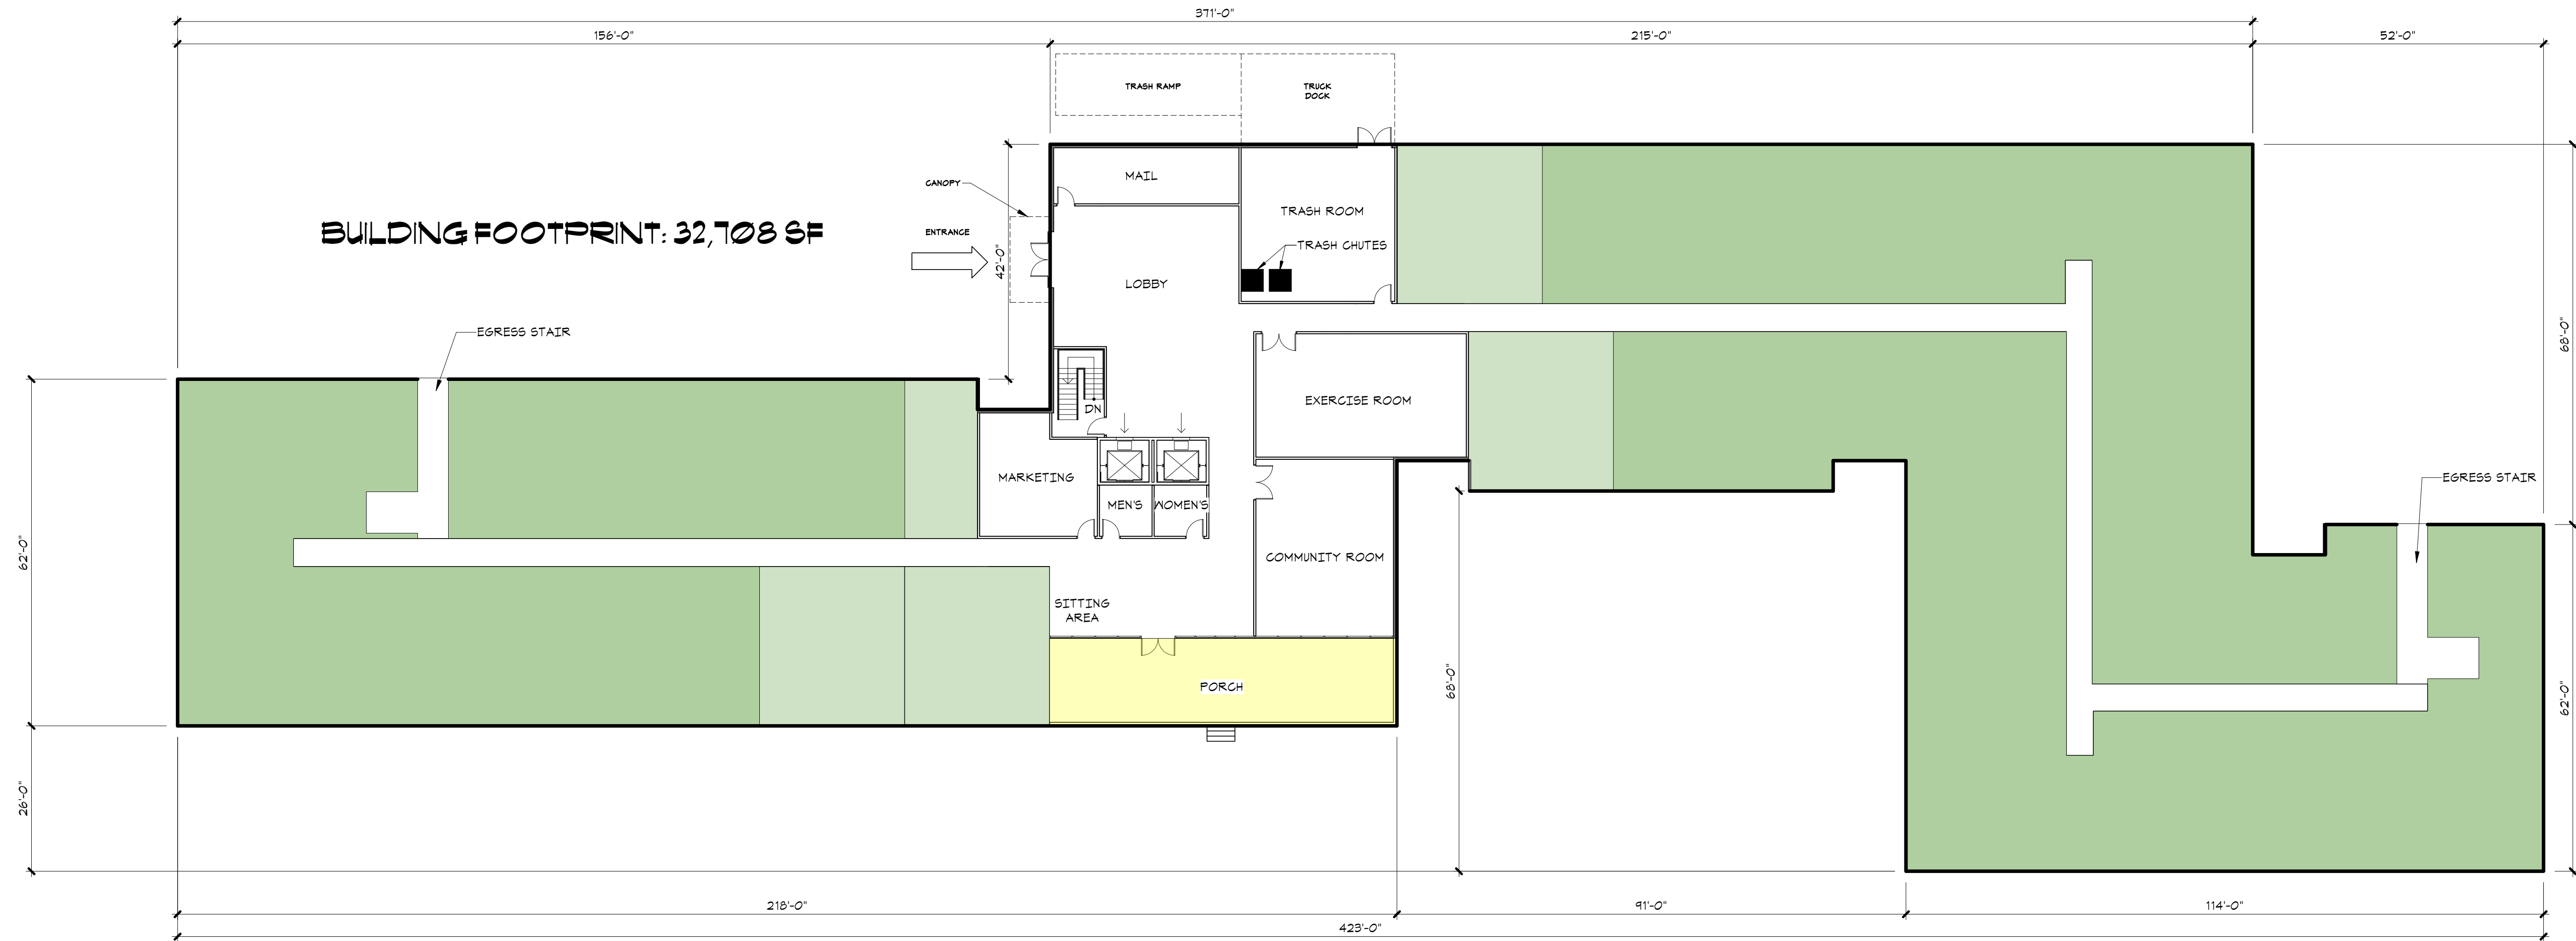 371'-0"
156'-0"
215'-0"
52'-0"
TRASH RAMP
TRUCK
DOCK
MAIL
CANOPY
TRASH ROOM
BUILDING FOOTPRINT: 32,708 SF
ENTRANCE
42'-0"
TRASH CHUTES
LOBBY
EGRESS STAIR
68'-0"
DN
EXERCISE ROOM
MARKETING
MEN'S
WOMEN'S
EGRESS STAIR
62'-0"
COMMUNITY ROOM
SITTING
AREA
PORCH
68'-0"
62'-0"
26'-0"
218'-0"
91'-0"
114'-0"
423'-0"